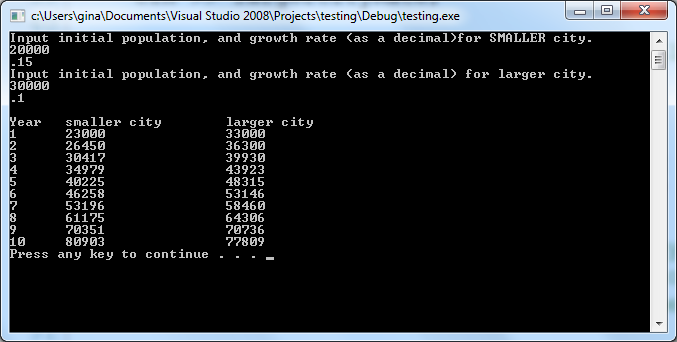 c:\Users\gina\Documents\Visual Studio 2008\Projects\testing\Debug\testing.exe
Input initial population, and growth rate (as a decimal)for SMALLER city.
20000
.15
Input initial population, and growth rate (as a decimal) for larger city.
30000
.1
Year smaller city larger city
1 23000 33000
2 26450 36300
3 30417 39930
4 34979 43923
5 40225 48315
6 46258 53146
7 53196 58460
8 61175 64306
9 70351 70736
10 80903 77809
Press any key to continue . . . _